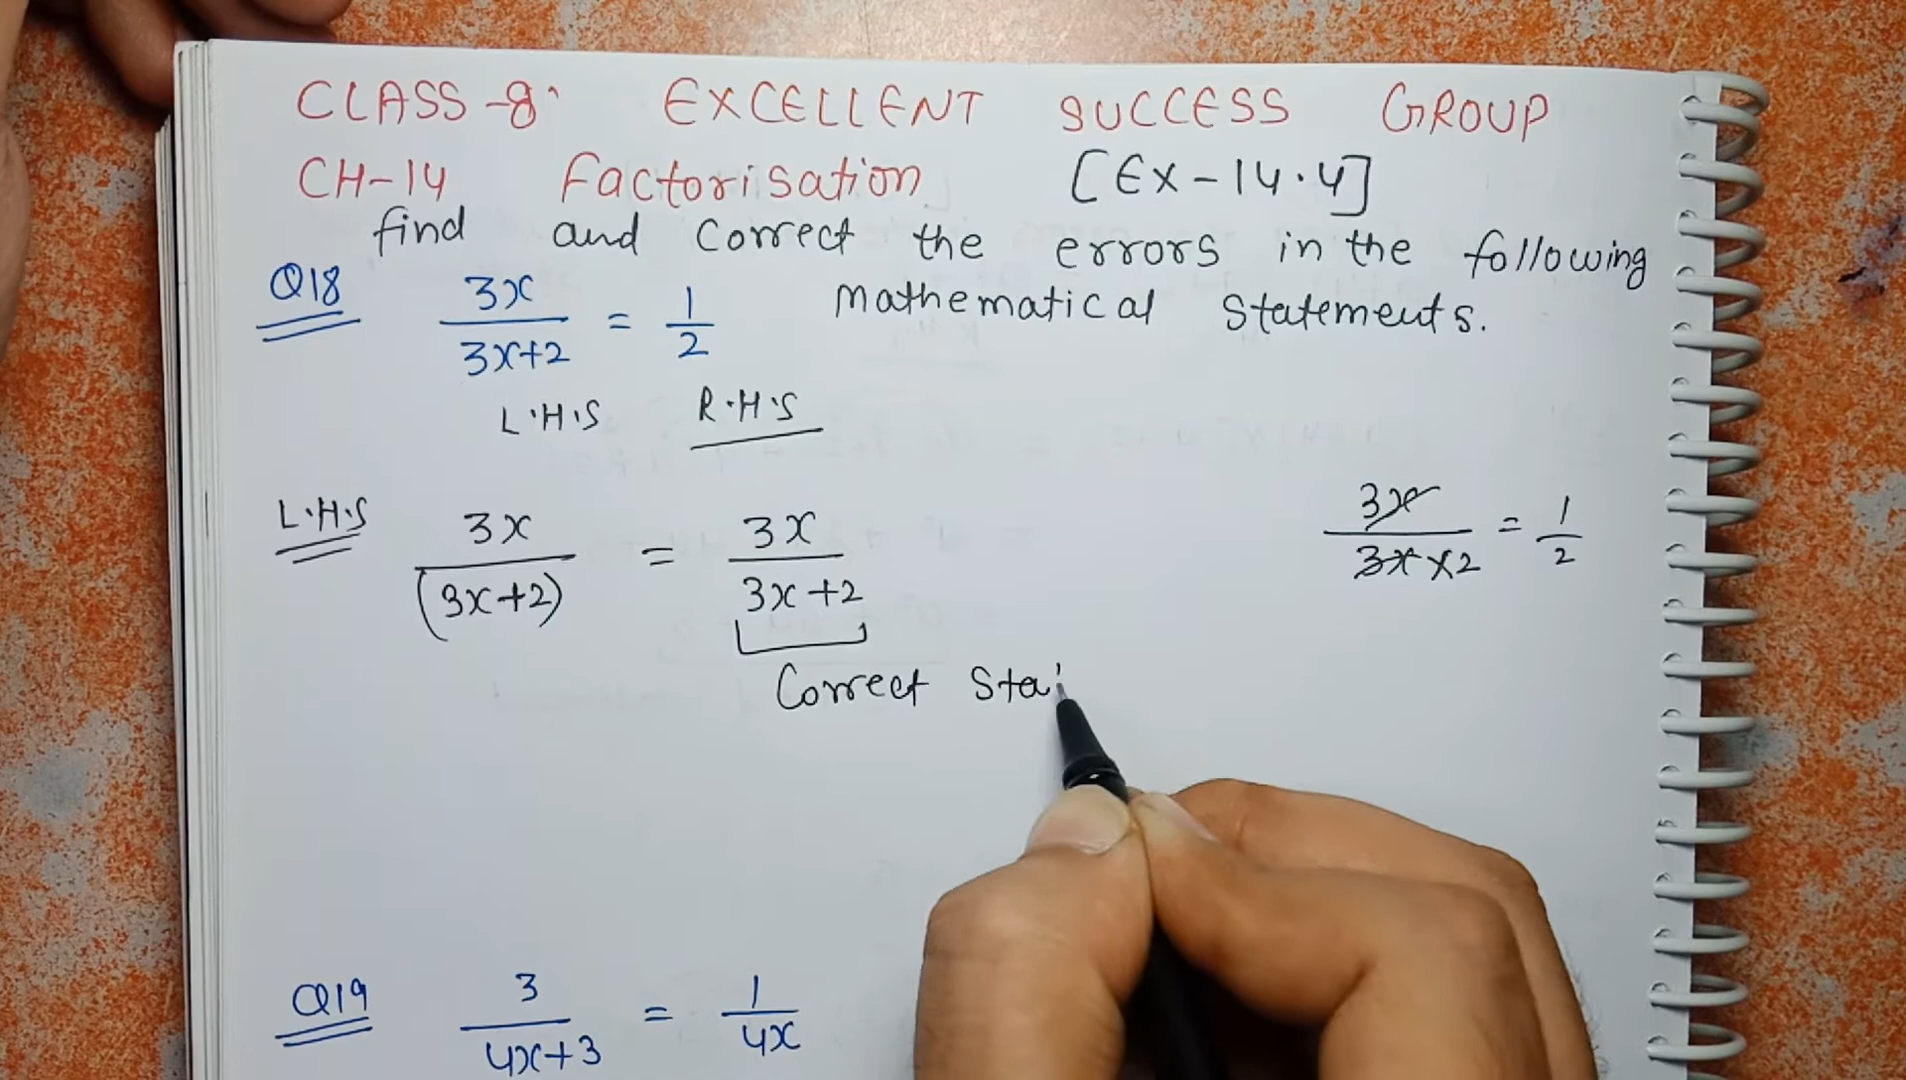 CLASS-8 EXCELLENT SUCCESS GROUP
CH-14 Factorisation [EX-14.4]
find and correct the errors in the following
Q18 3x/3x+2 = 1/2 Mathematical Statements.
L.H.S R.H.S
L.H.S 3x/(3x+2) = 3x/3x+2
3x/3x×2 = 1/2
Correct Sta
Q19 3/4x+3 = 1/4x